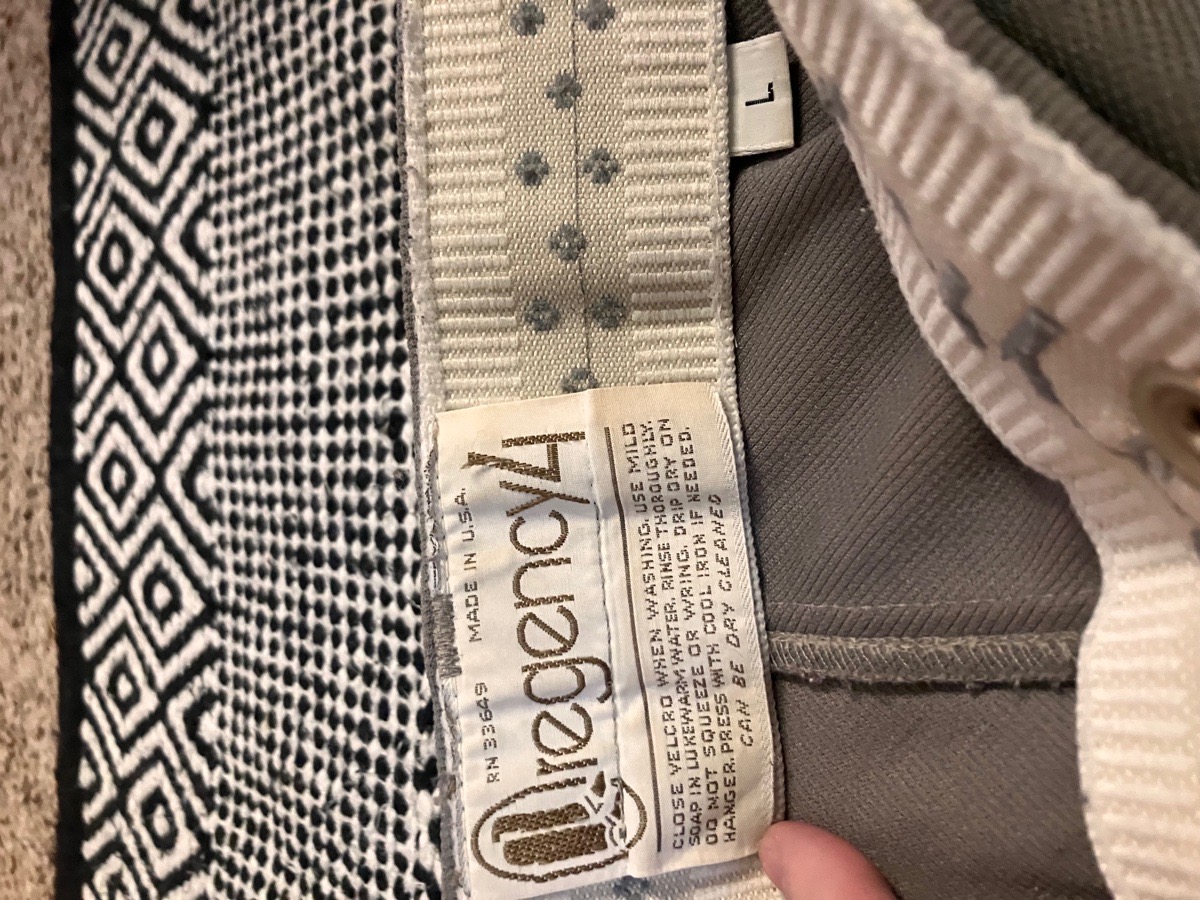 L
RN 33649 MADE IN U.S.A.
regency 4
CLOSE VELCRO WHEN WASHING. USE MILD
SOAP IN LUKEWARM WATER. RINSE THOROUGHLY.
DO NOT SQUEEZE OR WRING. DRIP DRY ON
HANGER. PRESS WITH COOL IRON IF NEEDED.
CAN BE DRY CLEANED